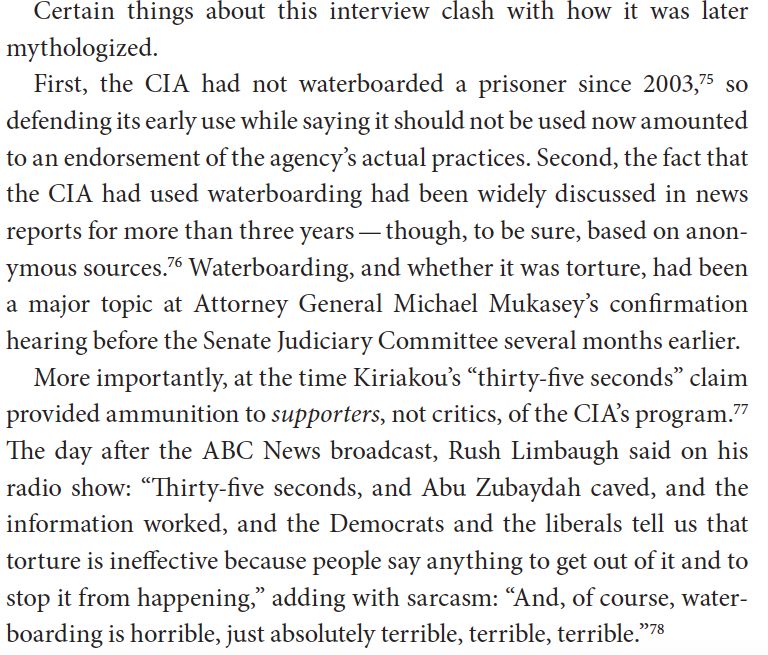 Certain things about this interview clash with how it was later
mythologized.
First, the CIA had not waterboarded a prisoner since 2003,⁷⁵ so
defending its early use while saying it should not be used now amounted
to an endorsement of the agency’s actual practices. Second, the fact that
the CIA had used waterboarding had been widely discussed in news
reports for more than three years — though, to be sure, based on anon-
ymous sources.⁷⁶ Waterboarding, and whether it was torture, had been
a major topic at Attorney General Michael Mukasey’s confirmation
hearing before the Senate Judiciary Committee several months earlier.
More importantly, at the time Kiriakou’s “thirty-five seconds” claim
provided ammunition to supporters, not critics, of the CIA’s program.⁷⁷
The day after the ABC News broadcast, Rush Limbaugh said on his
radio show: “Thirty-five seconds, and Abu Zubaydah caved, and the
information worked, and the Democrats and the liberals tell us that
torture is ineffective because people say anything to get out of it and to
stop it from happening,” adding with sarcasm: “And, of course, water-
boarding is horrible, just absolutely terrible, terrible, terrible.”⁷⁸